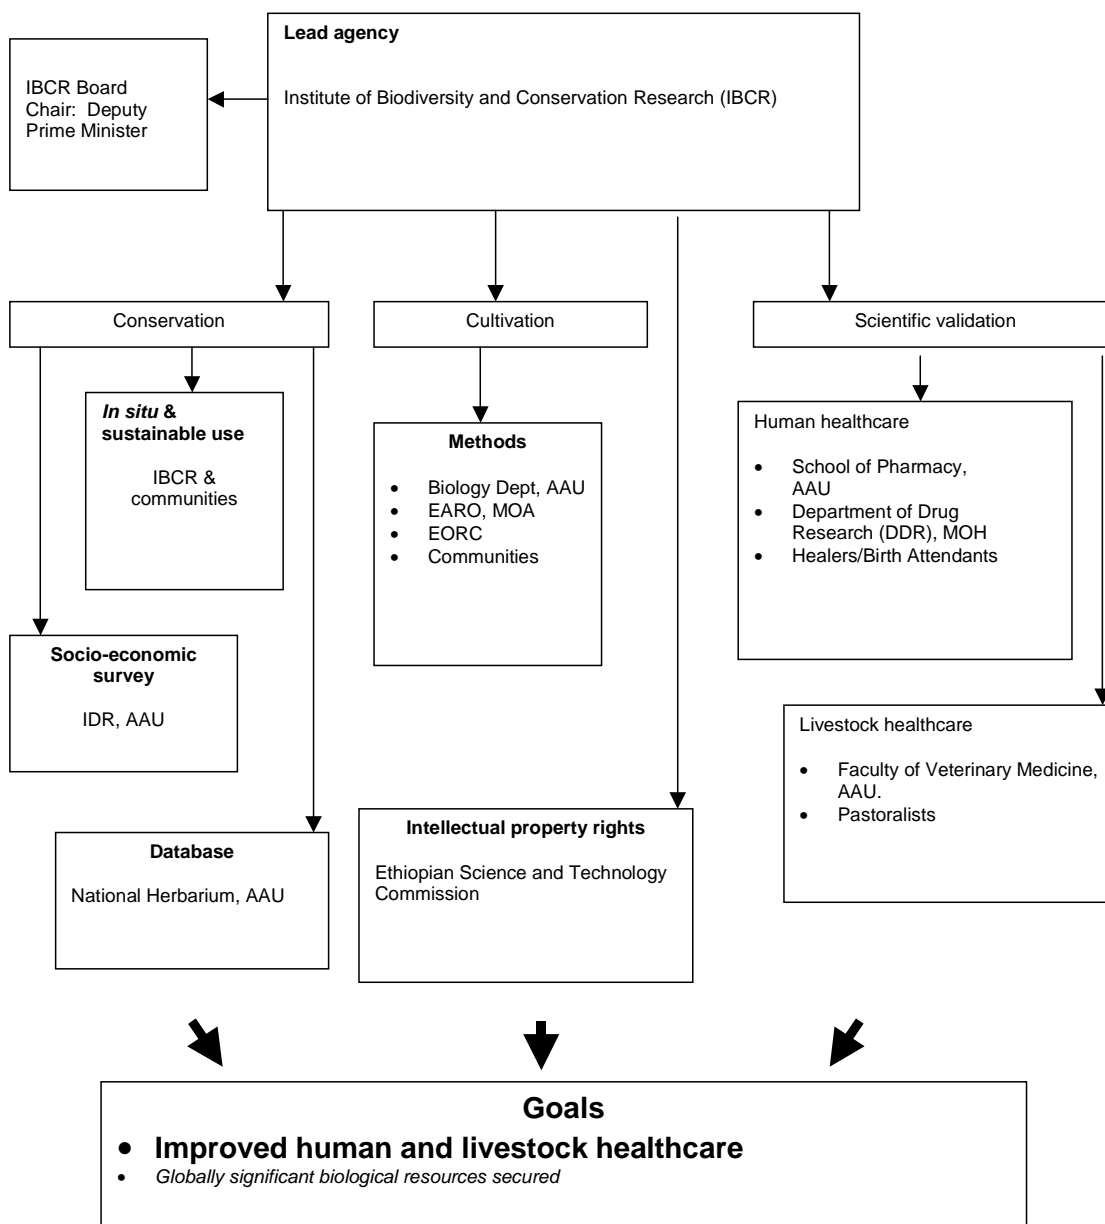 Lead agency
Institute of Biodiversity and Conservation Research (IBCR)
IBCR Board
Chair:  Deputy
Prime Minister
Conservation
Cultivation
Scientific validation
In situ &
sustainable use
IBCR &
communities
Methods
• Biology Dept, AAU
• EARO, MOA
• EORC
• Communities
Human healthcare
• School of Pharmacy,
AAU
• Department of Drug
Research (DDR), MOH
• Healers/Birth Attendants
Socio-economic
survey
IDR, AAU
Livestock healthcare
• Faculty of Veterinary Medicine,
AAU.
• Pastoralists
Database
National Herbarium, AAU
Intellectual property rights
Ethiopian Science and Technology
Commission
Goals
• Improved human and livestock healthcare
• Globally significant biological resources secured